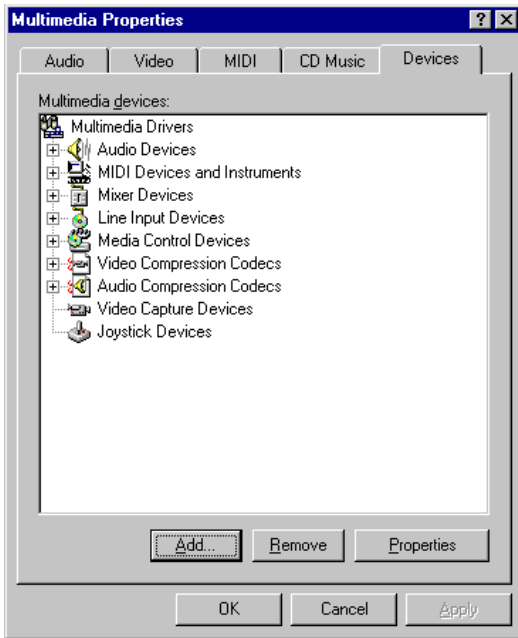 Multimedia Properties
Audio Video MIDI CD Music Devices
Multimedia devices:
Multimedia Drivers
Audio Devices
MIDI Devices and Instruments
Mixer Devices
Line Input Devices
Media Control Devices
Video Compression Codecs
Audio Compression Codecs
Video Capture Devices
Joystick Devices
Add... Remove Properties
OK Cancel Apply